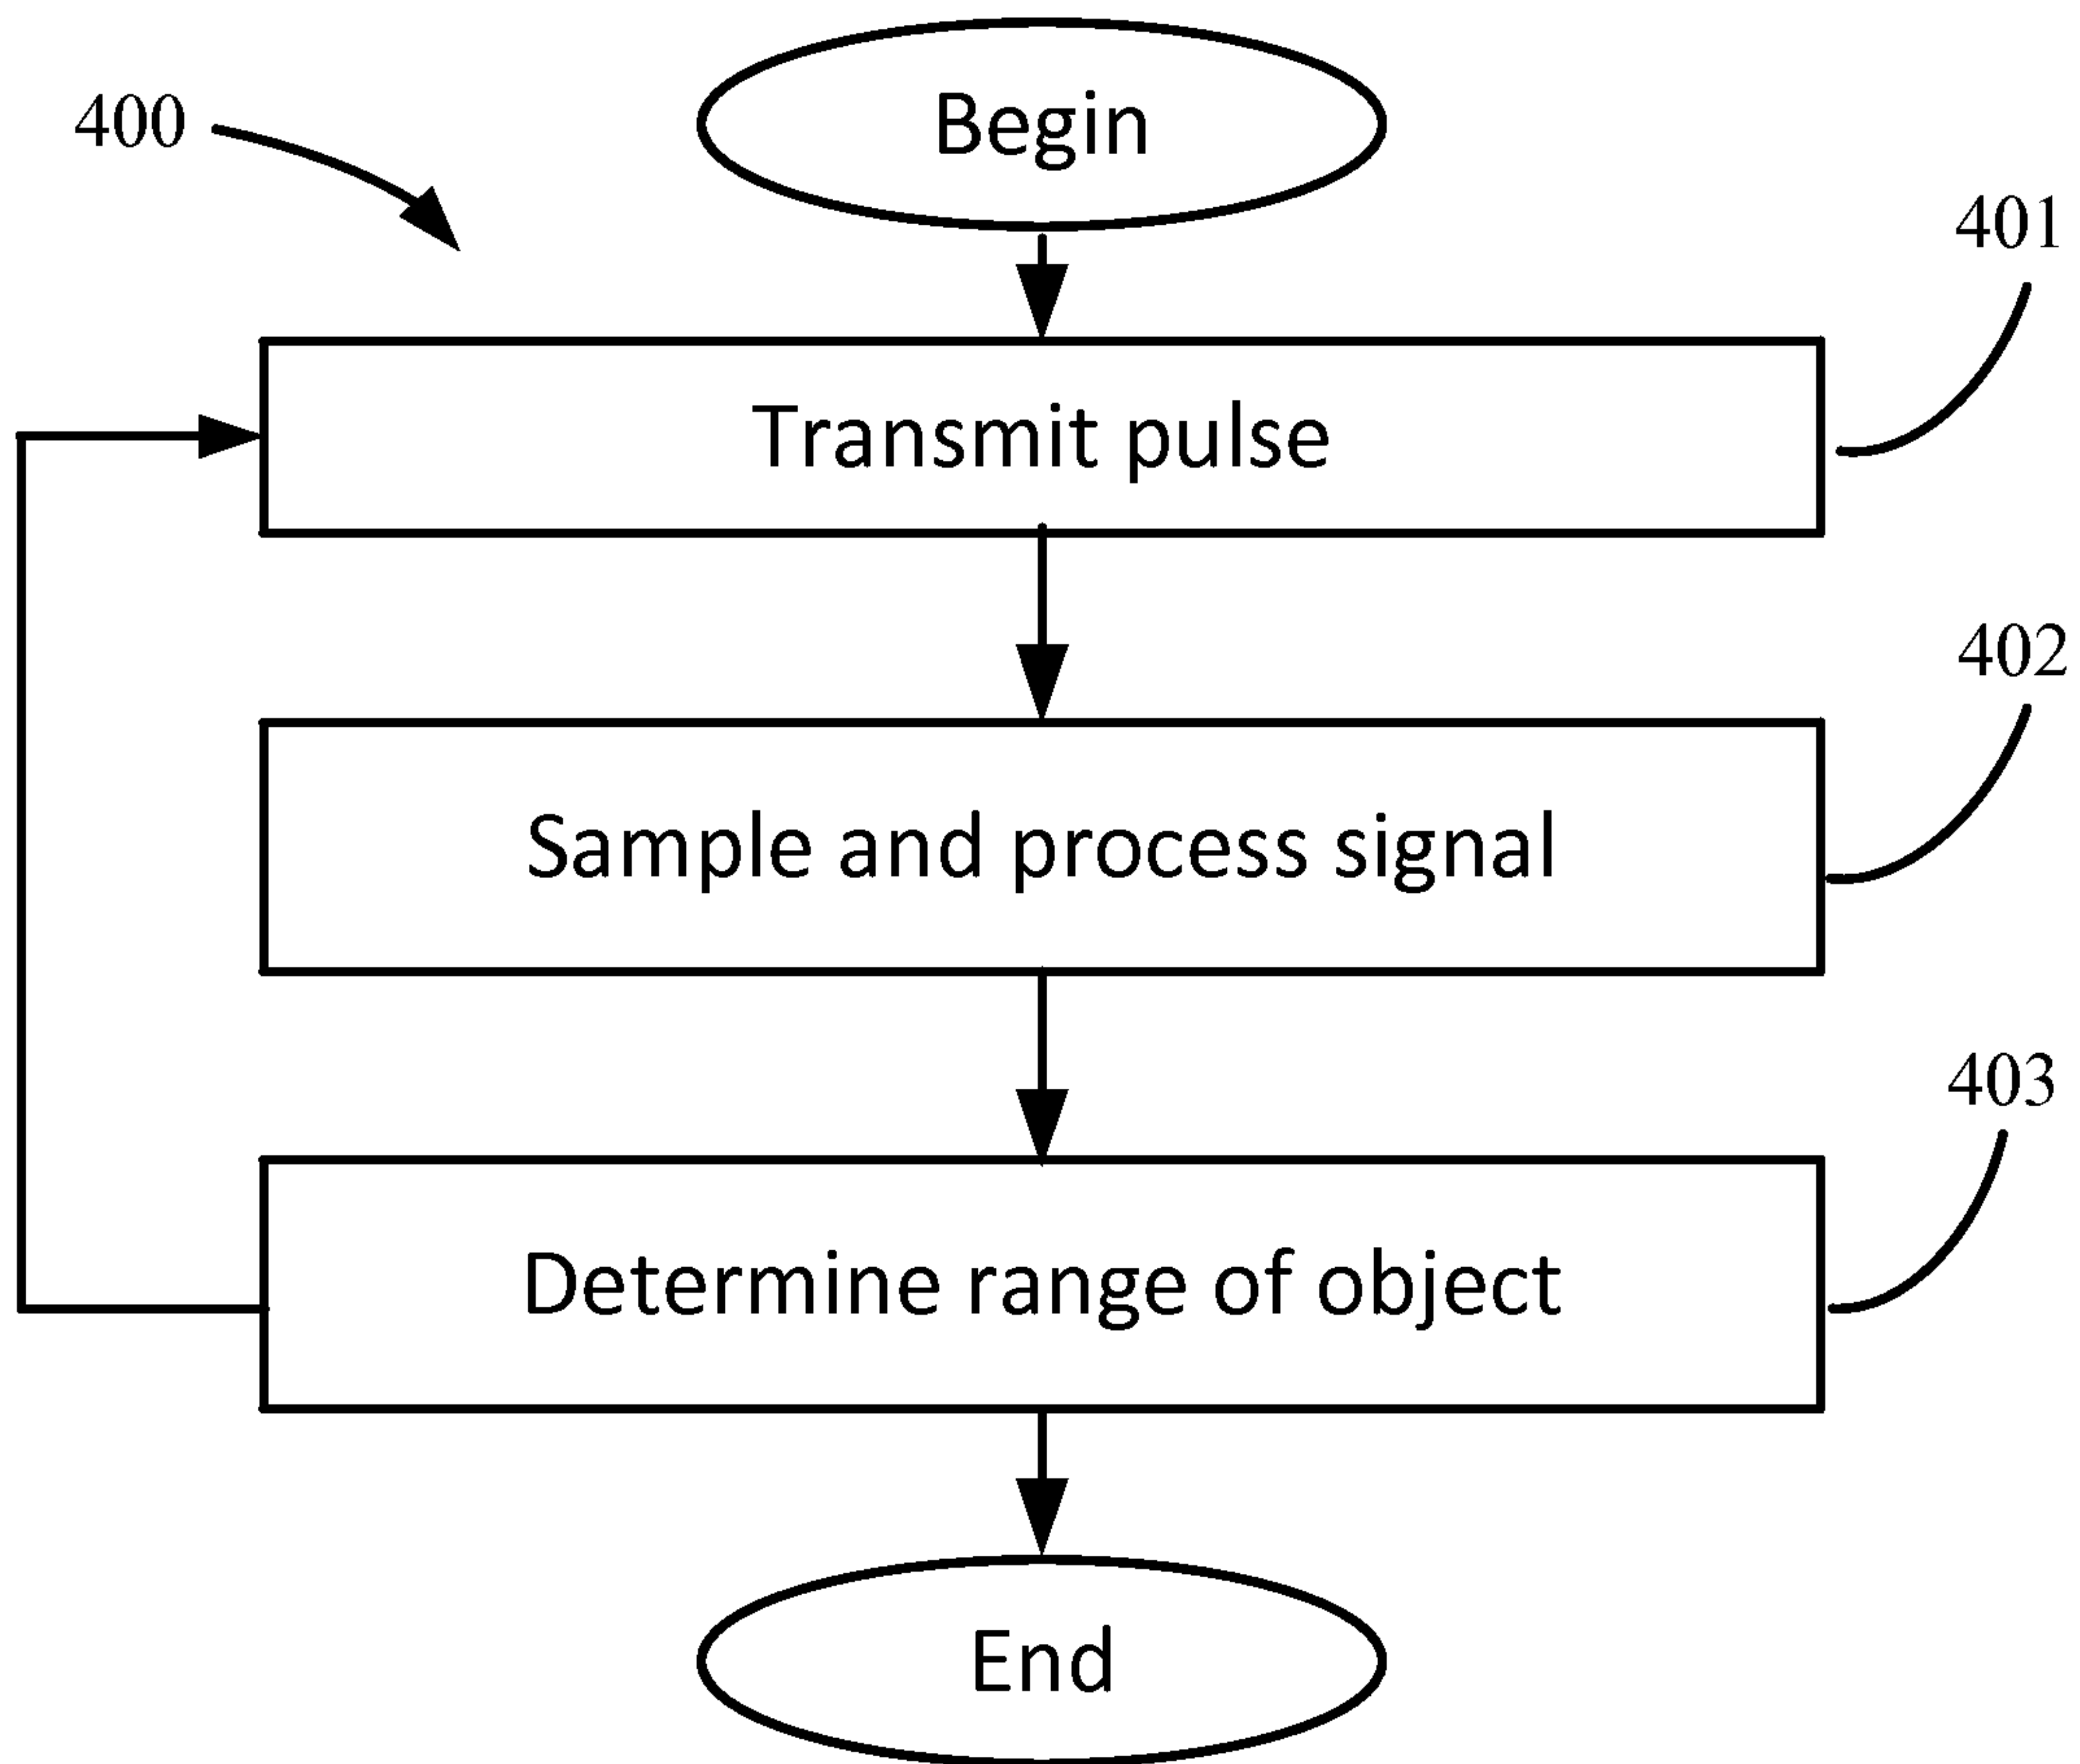 Begin
400
401
Transmit pulse
402
Sample and process signal
403
Determine range of object
End